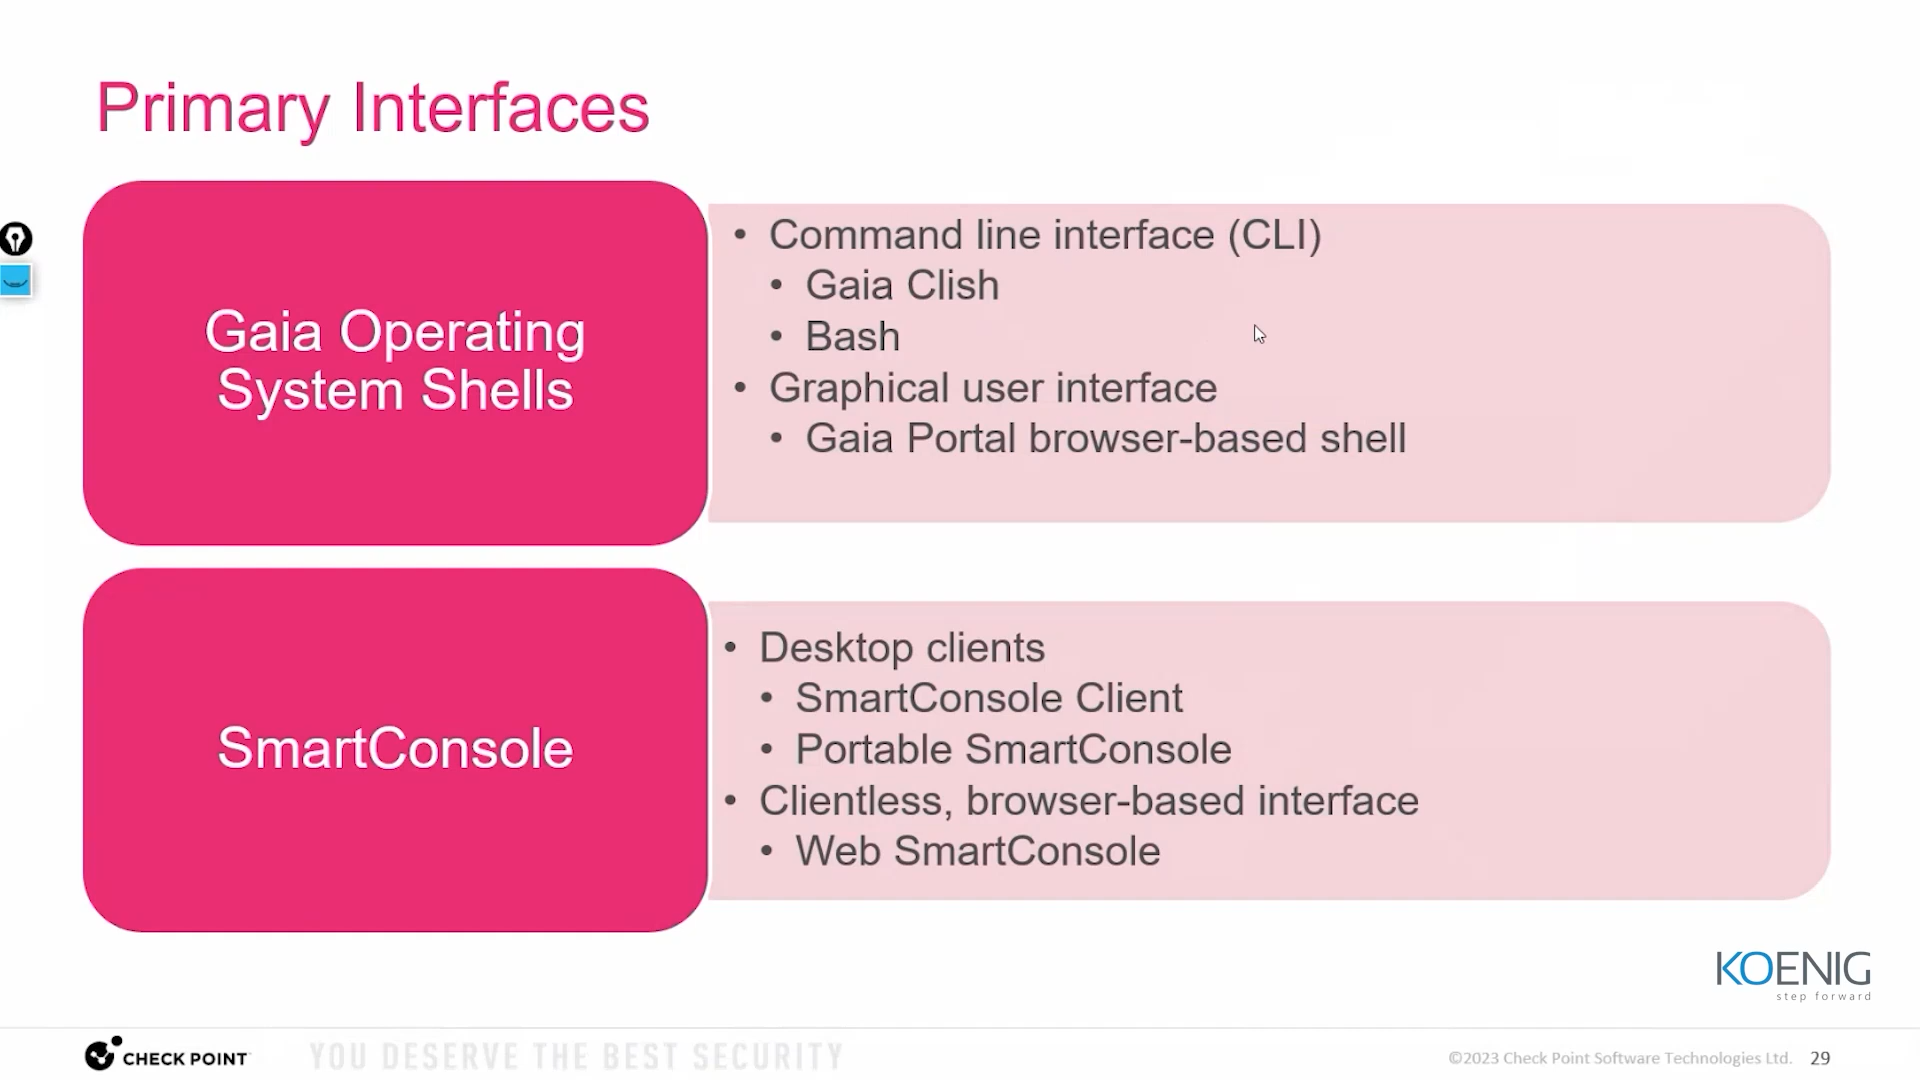 Primary Interfaces
Gaia Operating
System Shells
• Command line interface (CLI)
• Gaia Clish
• Bash
• Graphical user interface
• Gaia Portal browser-based shell
SmartConsole
• Desktop clients
• SmartConsole Client
• Portable SmartConsole
• Clientless, browser-based interface
• Web SmartConsole
KOENIG
step forward
CHECK POINT
YOU DESERVE THE BEST SECURITY
©2023 Check Point Software Technologies Ltd. 29